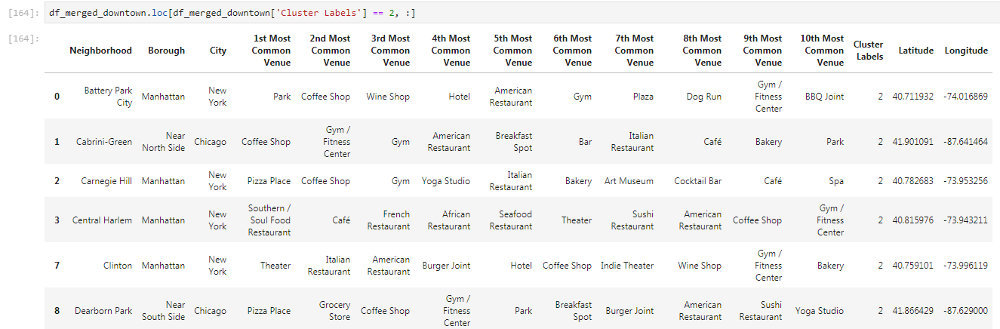 [164]: df_merged_downtown.loc[df_merged_downtown['Cluster Labels'] == 2, :]
[164]:
Neighborhood Borough City 1st Most Common Venue 2nd Most Common Venue 3rd Most Common Venue 4th Most Common Venue 5th Most Common Venue 6th Most Common Venue 7th Most Common Venue 8th Most Common Venue 9th Most Common Venue 10th Most Common Venue Cluster Labels Latitude Longitude
0 Battery Park City Manhattan New York Park Coffee Shop Wine Shop Hotel American Restaurant Gym Plaza Dog Run Gym / Fitness Center BBQ Joint 2 40.711932 -74.016869
1 Cabrini-Green Near North Side Chicago Coffee Shop Gym / Fitness Center Gym American Restaurant Breakfast Spot Bar Italian Restaurant Café Bakery Park 2 41.901091 -87.641464
2 Carnegie Hill Manhattan New York Pizza Place Coffee Shop Gym Yoga Studio Italian Restaurant Bakery Art Museum Cocktail Bar Café Spa 2 40.782683 -73.953256
3 Central Harlem Manhattan New York Southern / Soul Food Restaurant Café French Restaurant African Restaurant Seafood Restaurant Theater Sushi Restaurant American Restaurant Coffee Shop Gym / Fitness Center 2 40.815976 -73.943211
7 Clinton Manhattan New York Theater Italian Restaurant American Restaurant Burger Joint Hotel Coffee Shop Indie Theater Wine Shop Gym / Fitness Center Bakery 2 40.759101 -73.996119
8 Dearborn Park Near South Side Chicago Pizza Place Grocery Store Coffee Shop Gym / Fitness Center Park Breakfast Spot Burger Joint American Restaurant Sushi Restaurant Yoga Studio 2 41.866429 -87.629000